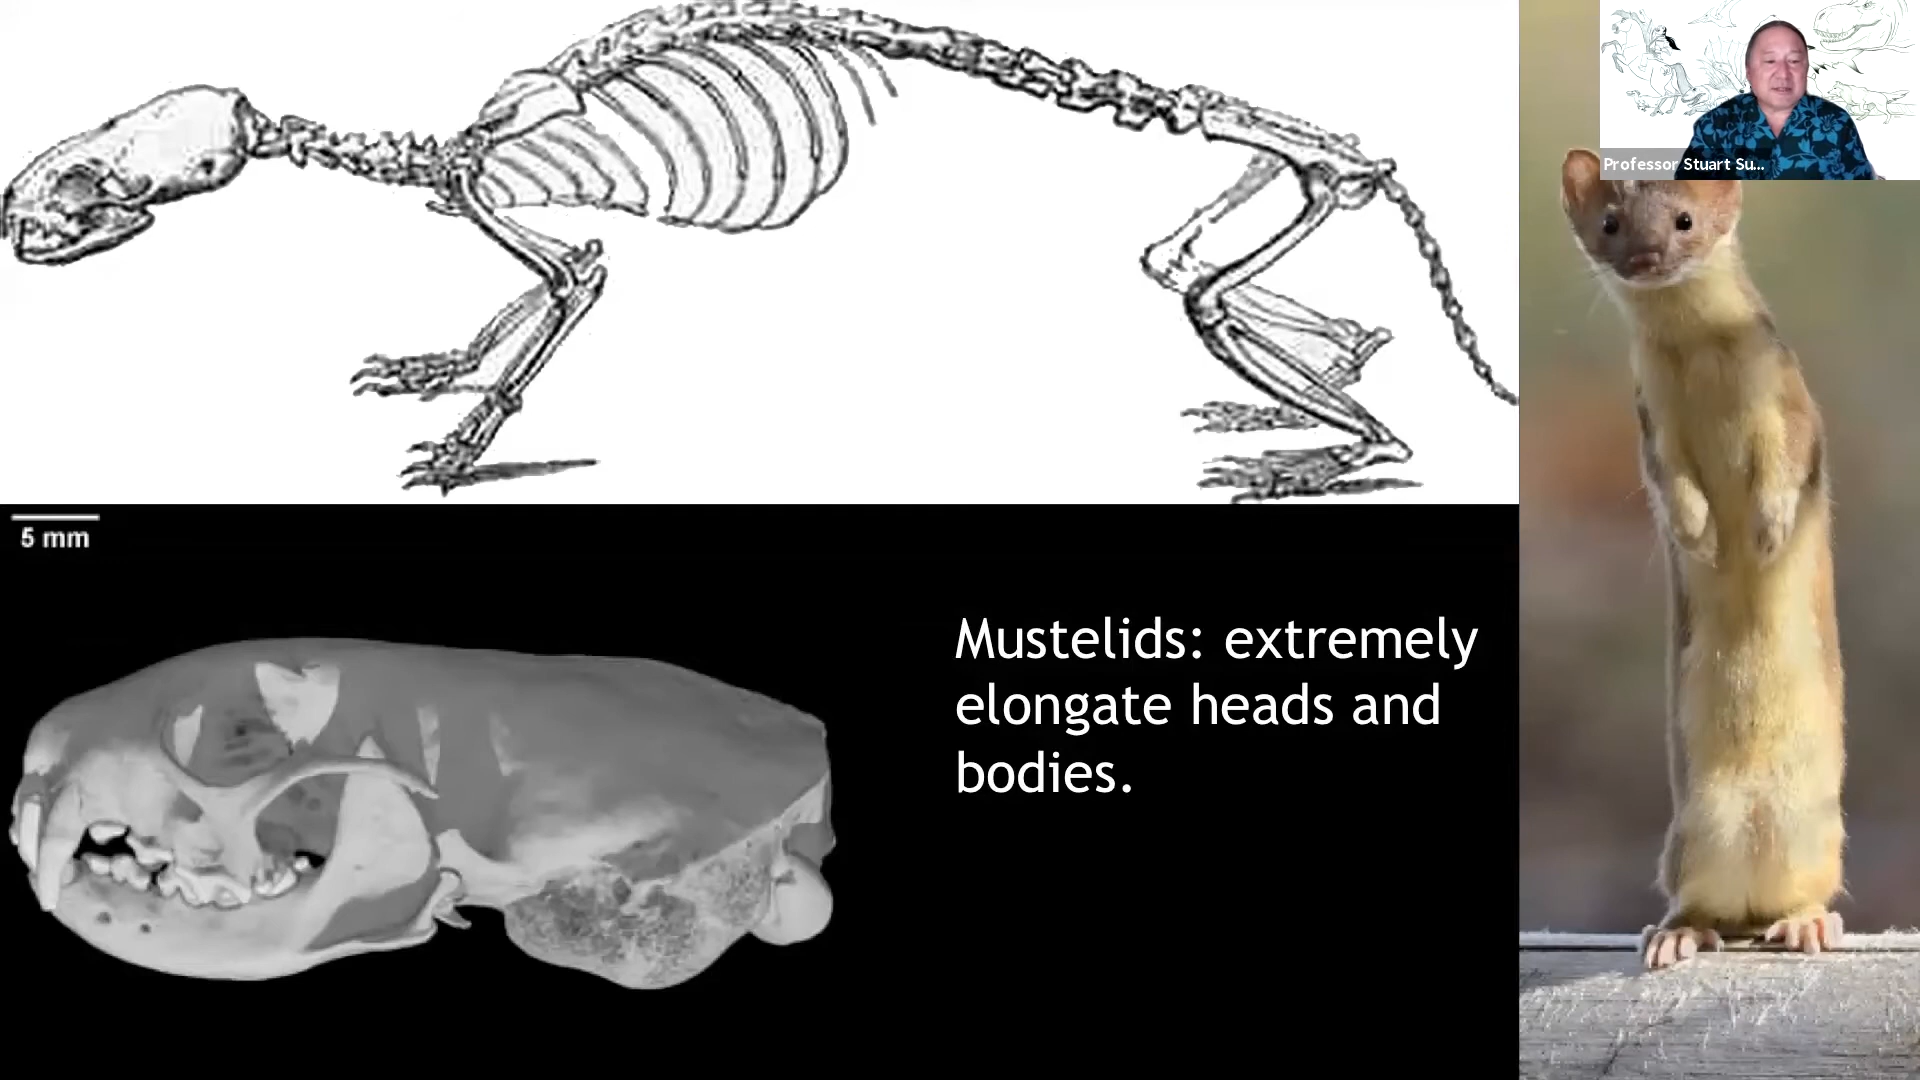 Professor Stuart Su...
5 mm
Mustelids: extremely
elongate heads and
bodies.